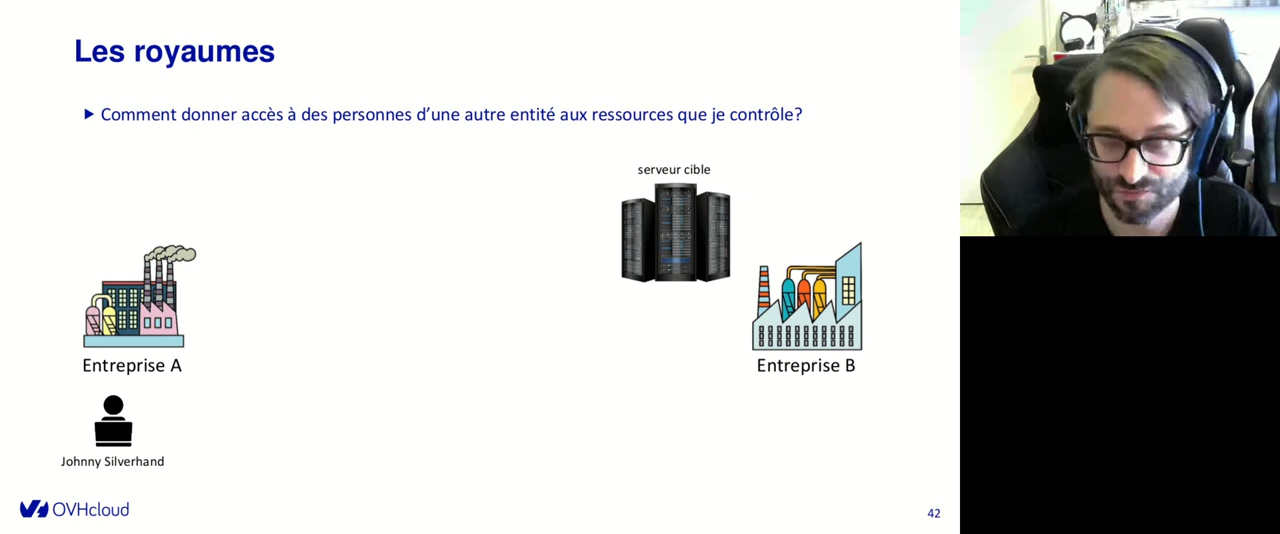 Les royaumes
Comment donner accès à des personnes d’une autre entité aux ressources que je contrôle?
serveur cible
Entreprise A
Entreprise B
Johnny Silverhand
OVHcloud
42